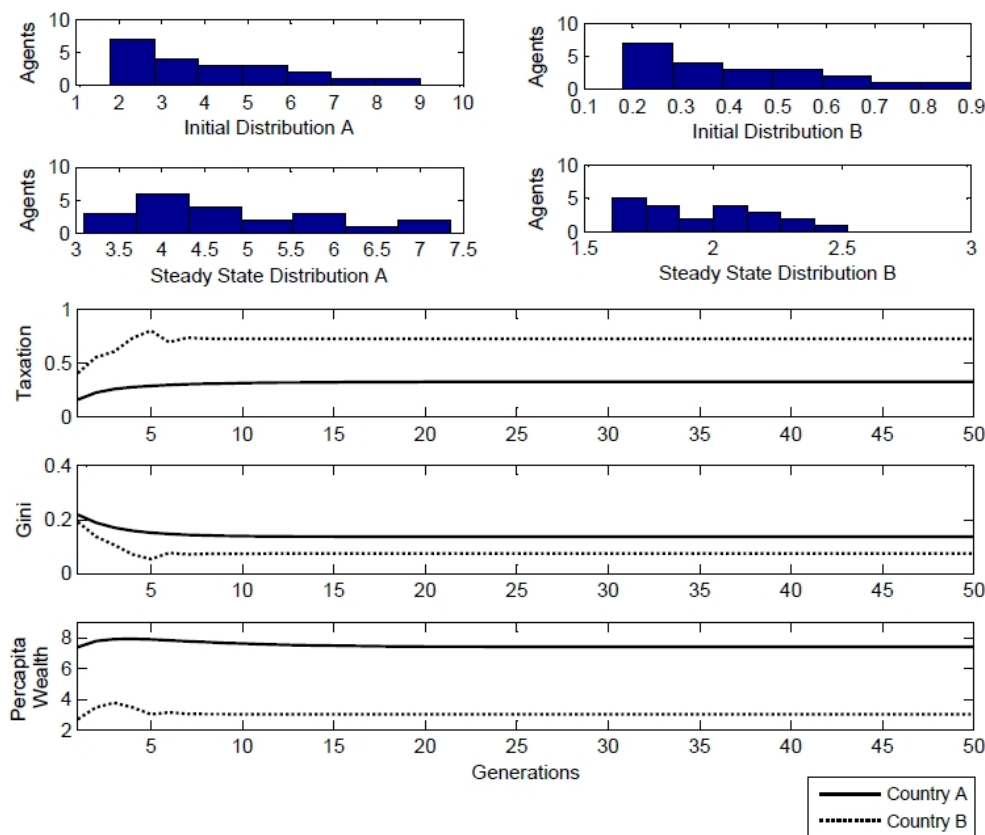 10
5
0
Agents
1 2 3 4 5 6 7 8 9 10
Initial Distribution A
10
5
0
Agents
0.1 0.2 0.3 0.4 0.5 0.6 0.7 0.8 0.9
Initial Distribution B
10
5
0
Agents
3 3.5 4 4.5 5 5.5 6 6.5 7 7.5
Steady State Distribution A
10
5
0
Agents
1.5 2 2.5 3
Steady State Distribution B
1
0.5
0
Taxation
5 10 15 20 25 30 35 40 45 50
0.4
0.2
0
Gini
5 10 15 20 25 30 35 40 45 50
8
6
4
2
Percapita
Wealth
5 10 15 20 25 30 35 40 45 50
Generations
Country A
Country B